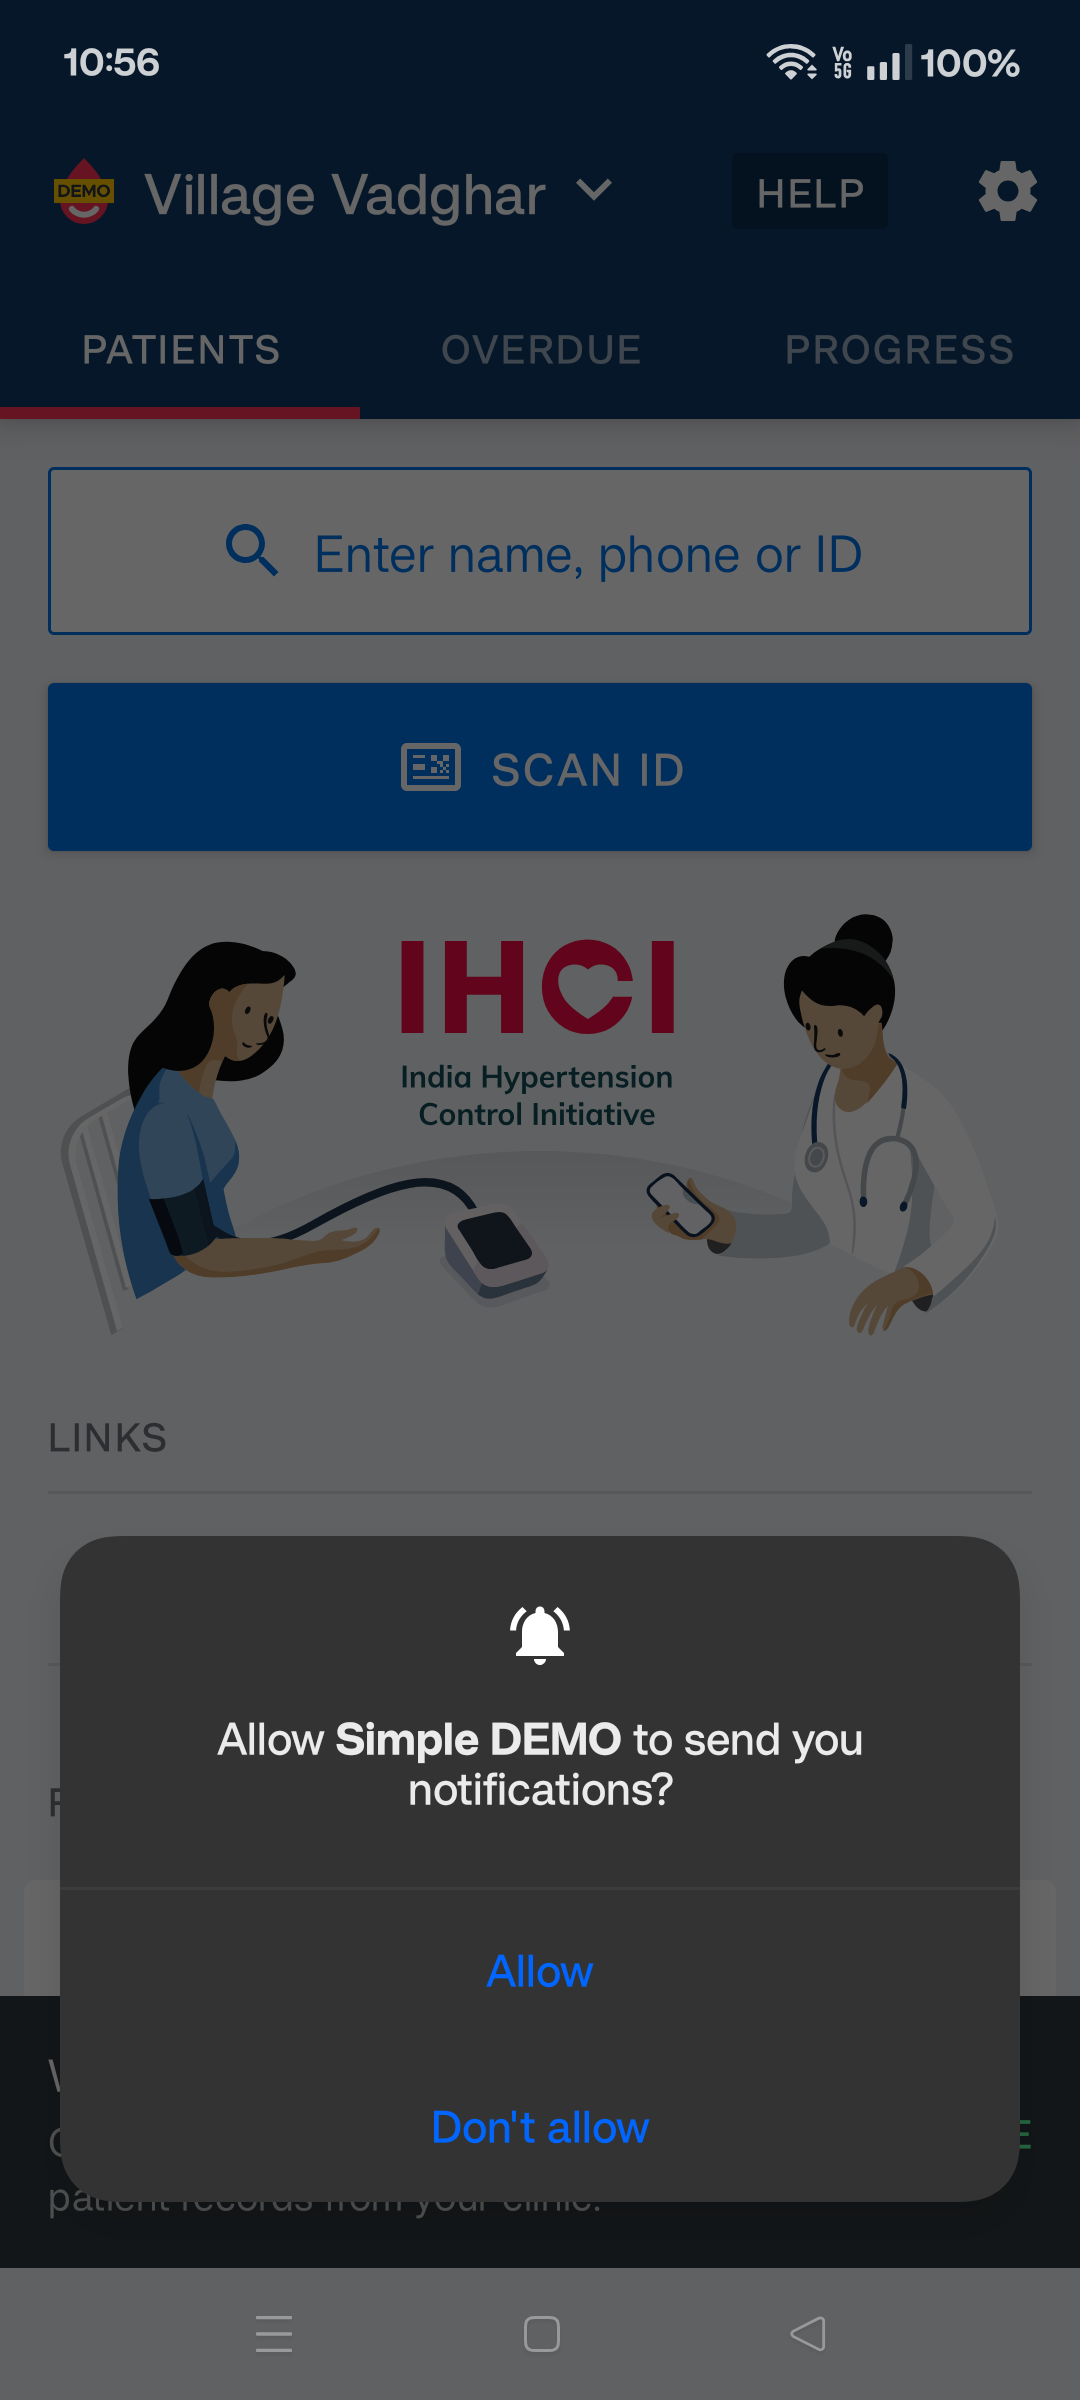 10:56
Vo
5G
100%
DEMO
Village Vadghar
HELP
PATIENTS
OVERDUE
PROGRESS
Enter name, phone or ID
SCAN ID
IHCI
India Hypertension
Control Initiative
LINKS
Allow Simple DEMO to send you
notifications?
Allow
Don't allow
patient records from your clinic.